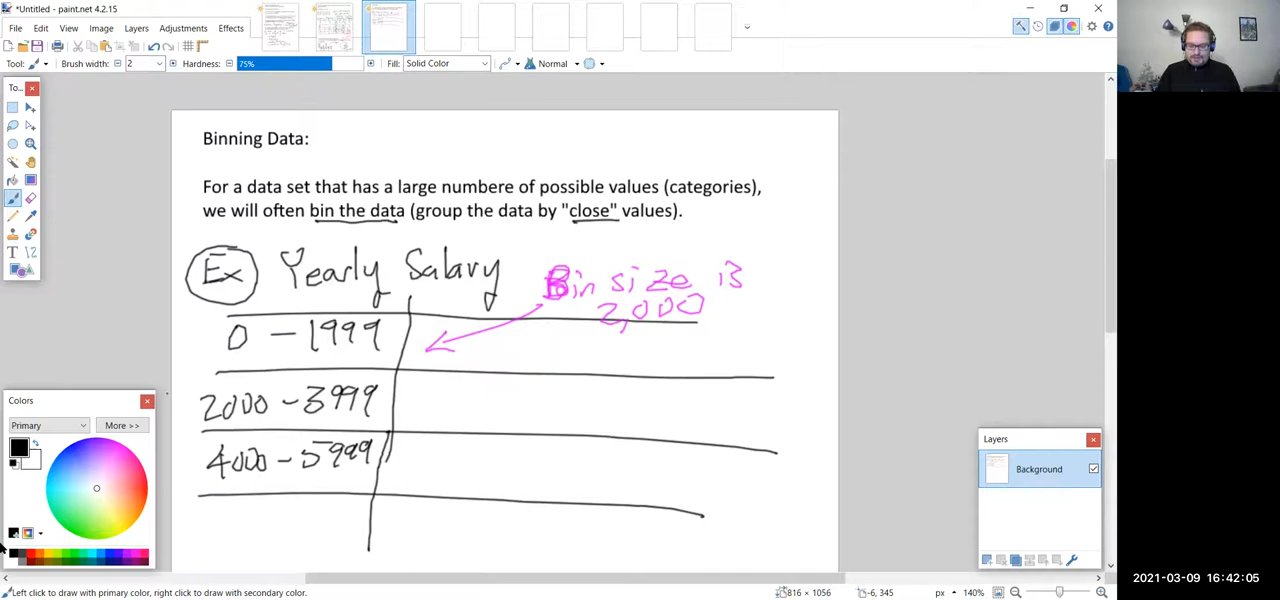 *Untitled - paint.net 4.2.15
File Edit View Image Layers Adjustments Effects
Tool: Brush width: 2 Hardness: 75% Fill: Solid Color Normal
To...
Binning Data:
For a data set that has a large numbere of possible values (categories),
we will often bin the data (group the data by "close" values).
Ex Yearly Salary
Bin size is
2,000
0 - 1999
2000 - 3999
4000 - 5999
Colors
Primary More >>
Layers
Background
2021-03-09 16:42:05
Left click to draw with primary color, right click to draw with secondary color.
816 × 1056
-6, 345
px
140%